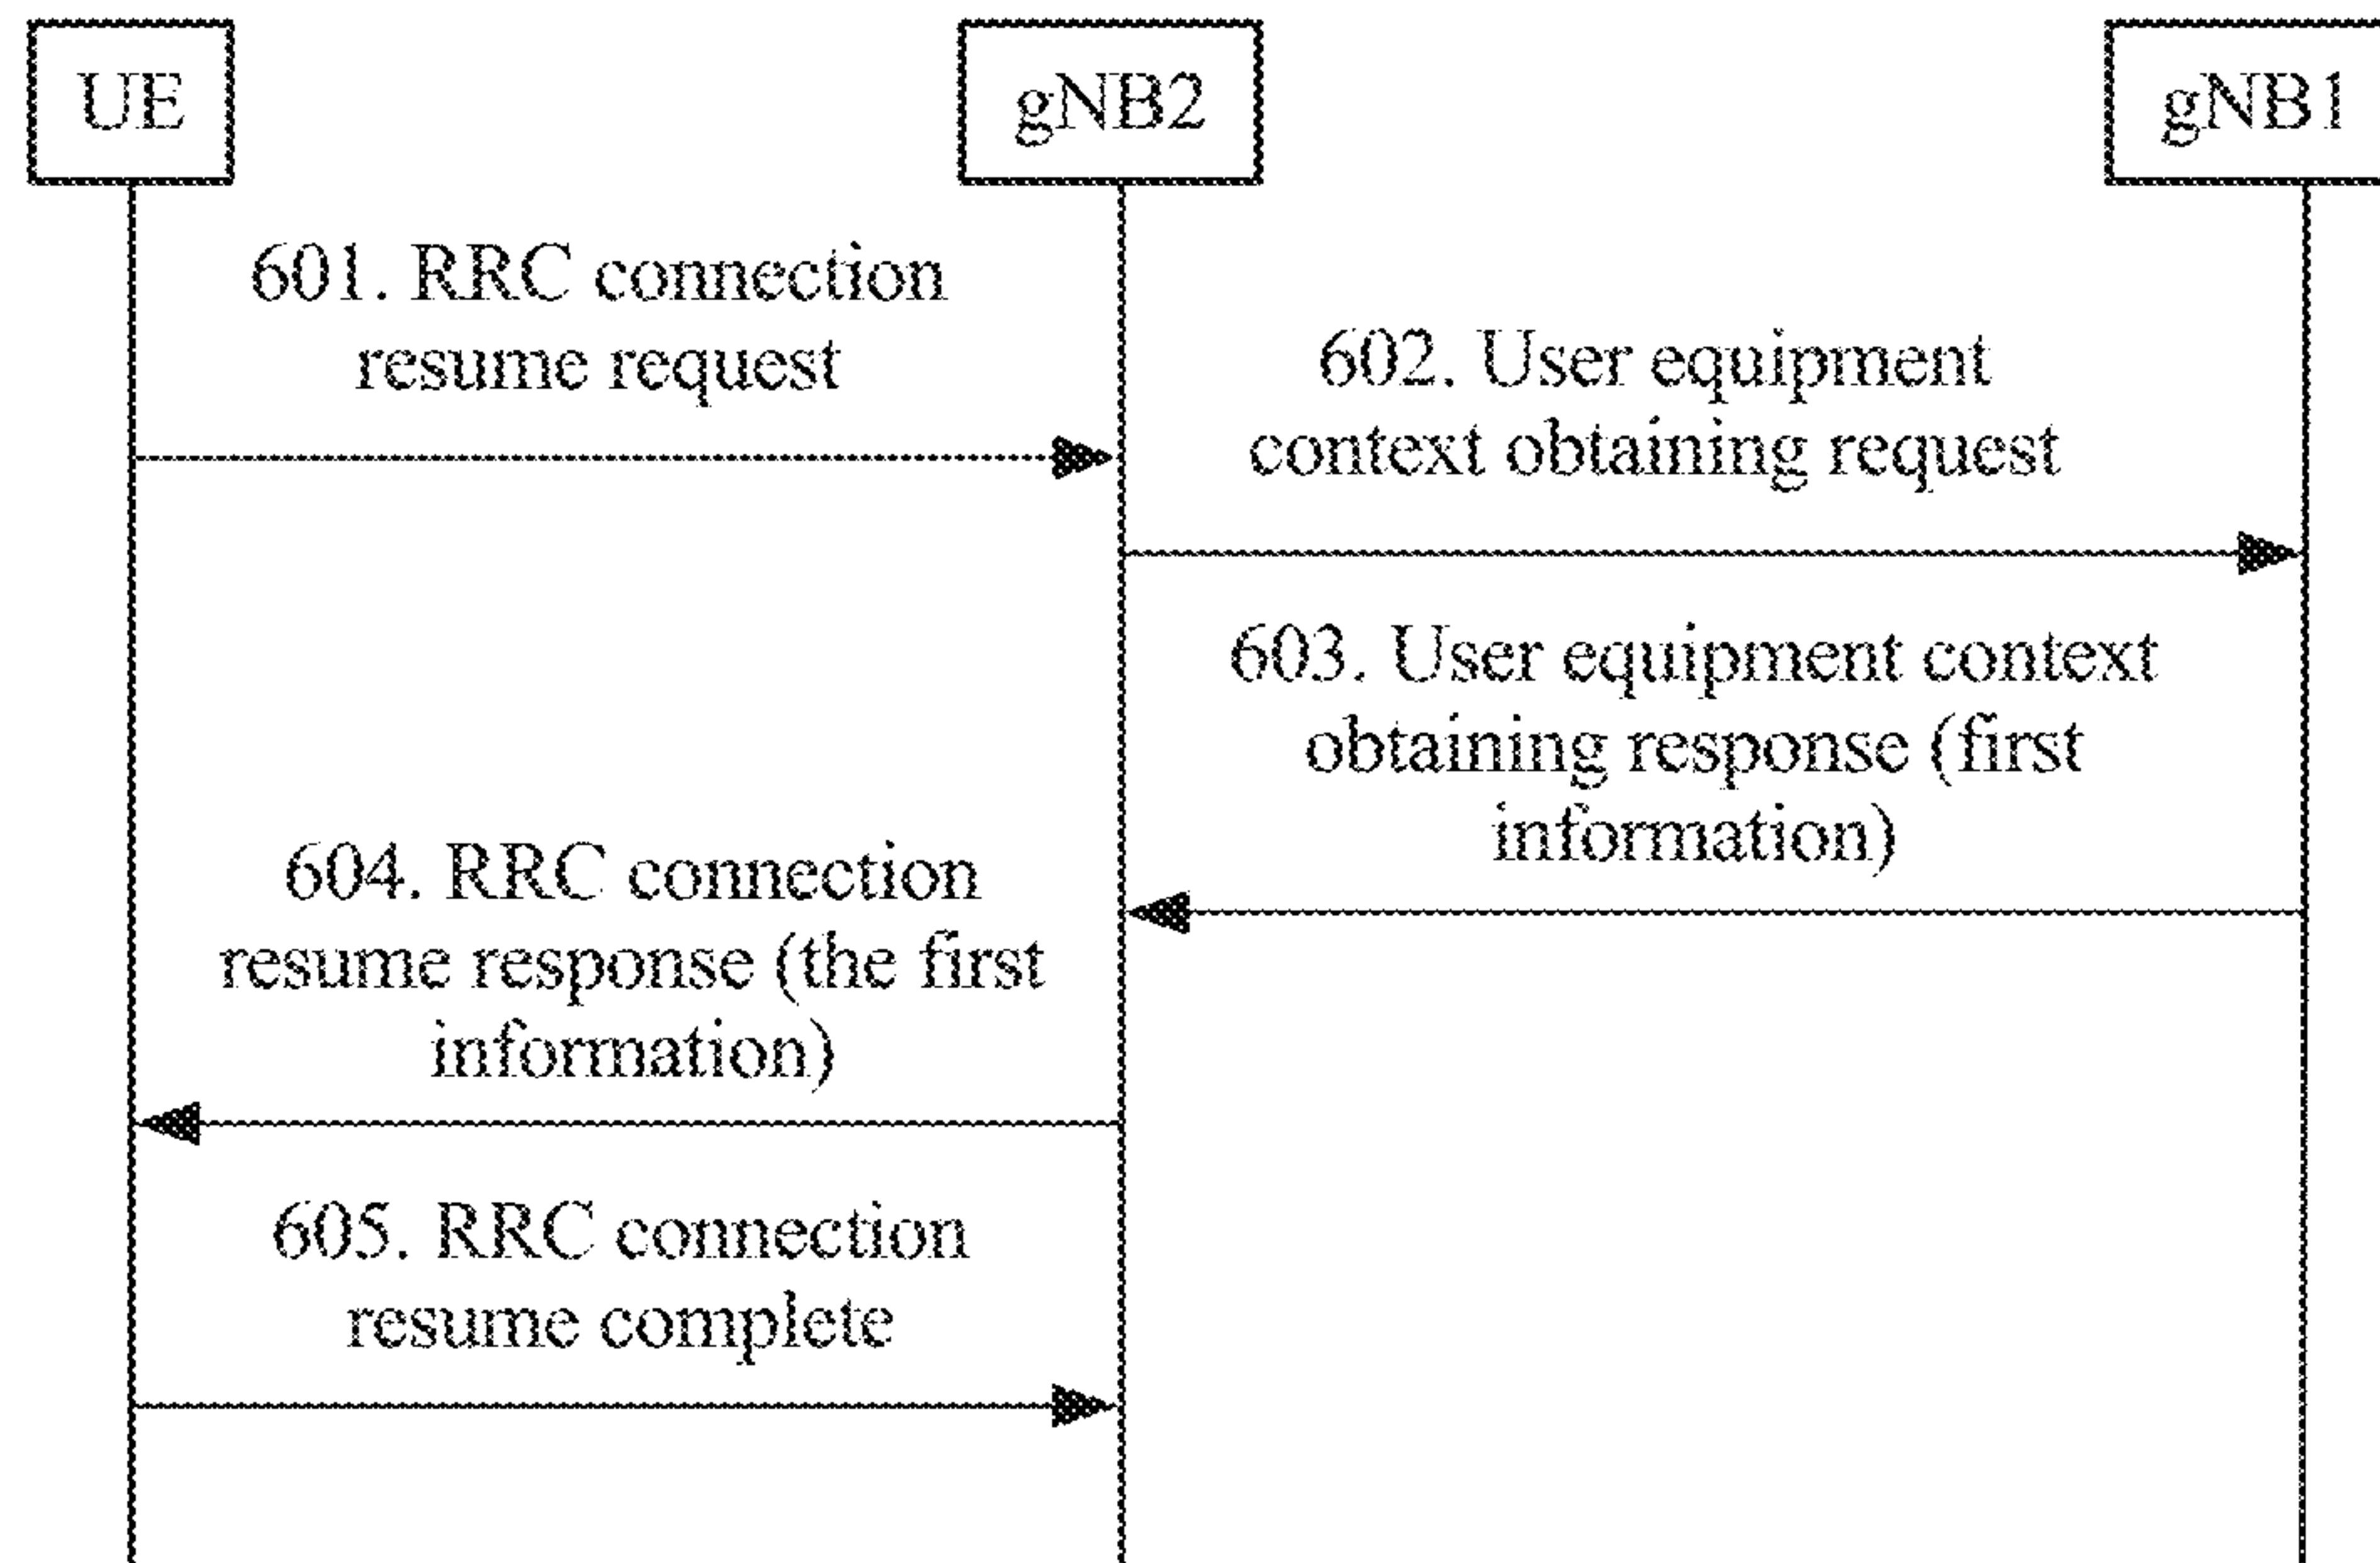 UE
gNB2
gNB1
601. RRC connection
resume request
602. User equipment
context obtaining request
603. User equipment context
obtaining response (first
information)
604. RRC connection
resume response (the first
information)
605. RRC connection
resume complete